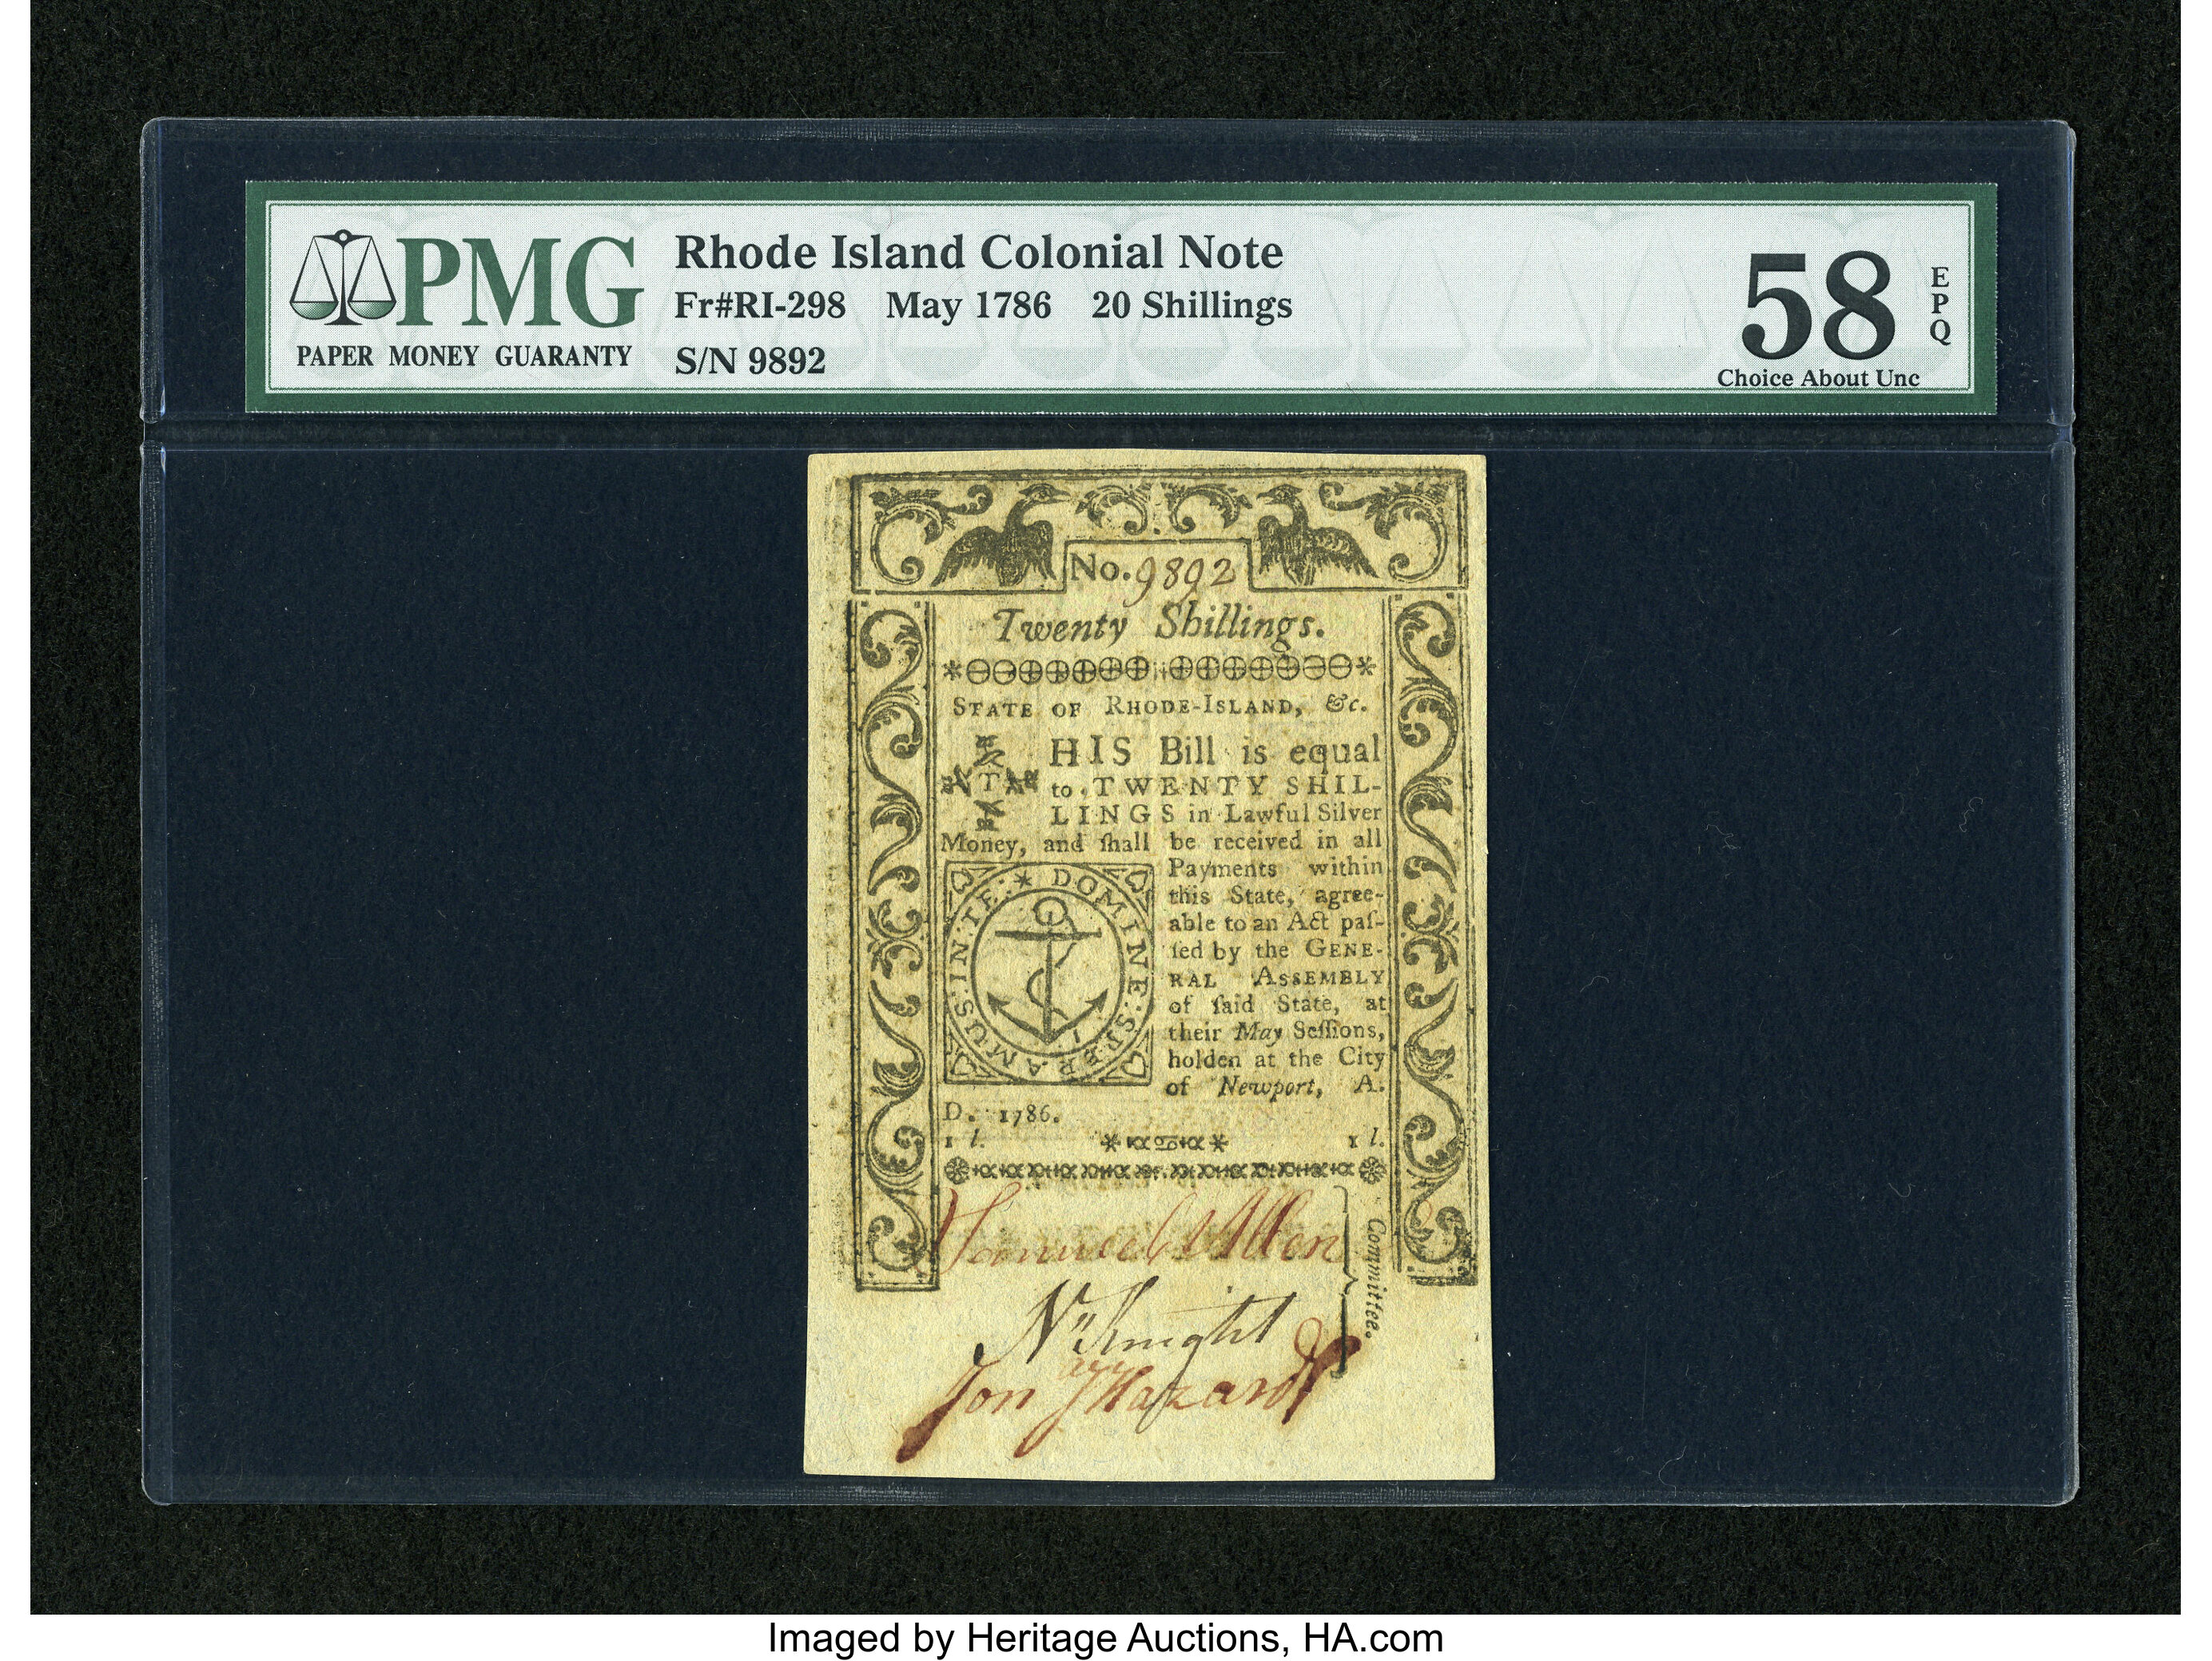 PMG
PAPER MONEY GUARANTY
Rhode Island Colonial Note
Fr#RI-298 May 1786 20 Shillings
S/N 9892
58
EPQ
Choice About Unc
No. 9892
Twenty Shillings.
STATE OF RHODE-ISLAND, &c.
THIS Bill is equal
to TWENTY SHIL-
LINGS in Lawful Silver
Money, and ſhall be received in all
Payments within
this State, agree-
able to an Act paſ-
ſed by the GENE-
RAL ASSEMBLY
of ſaid State, at
their May Seſſions,
holden at the City
of Newport, A.
D. 1786.
DOMINE·SPERAMUS·IN·TE·
1 l. 1 l.
Samuel Allen
Nn Knight
Jon J Hazard
Committee.
Imaged by Heritage Auctions, HA.com